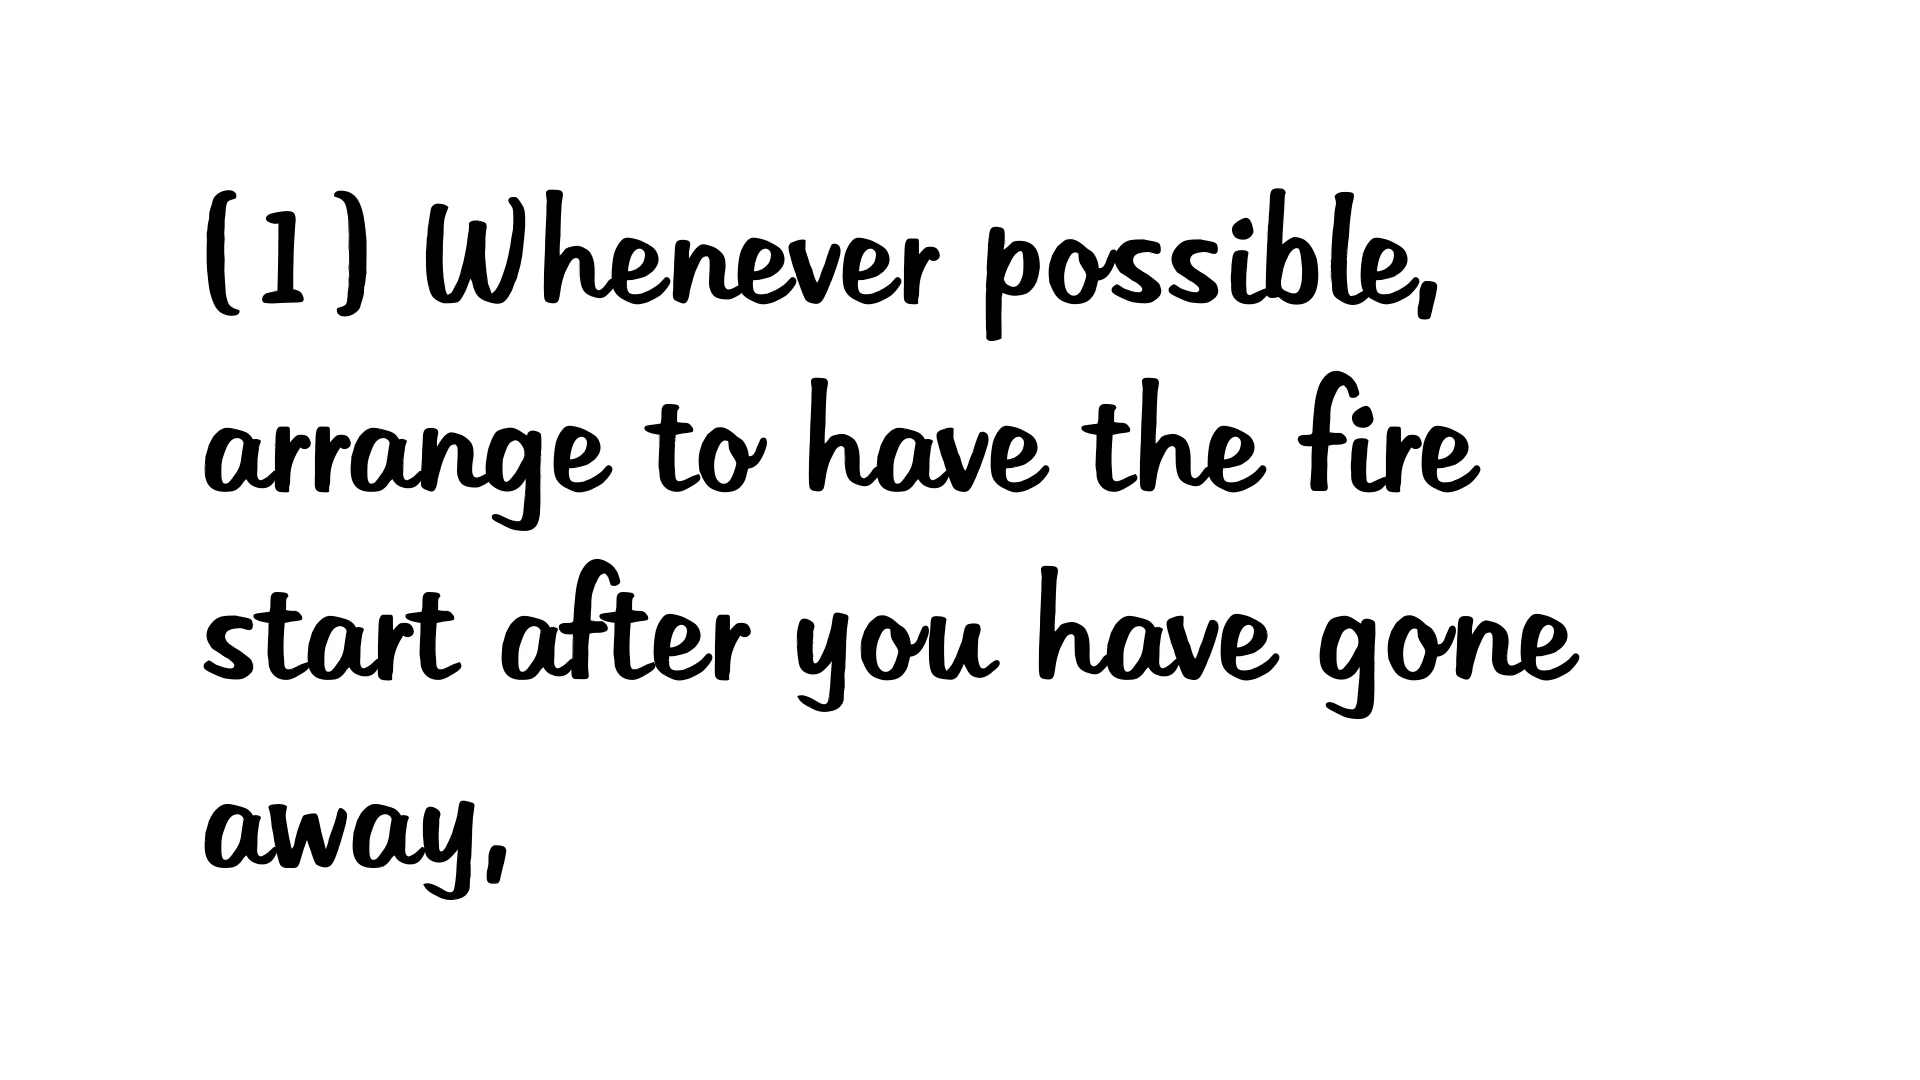 (1) Whenever possible,
arrange to have the fire
start after you have gone
away,